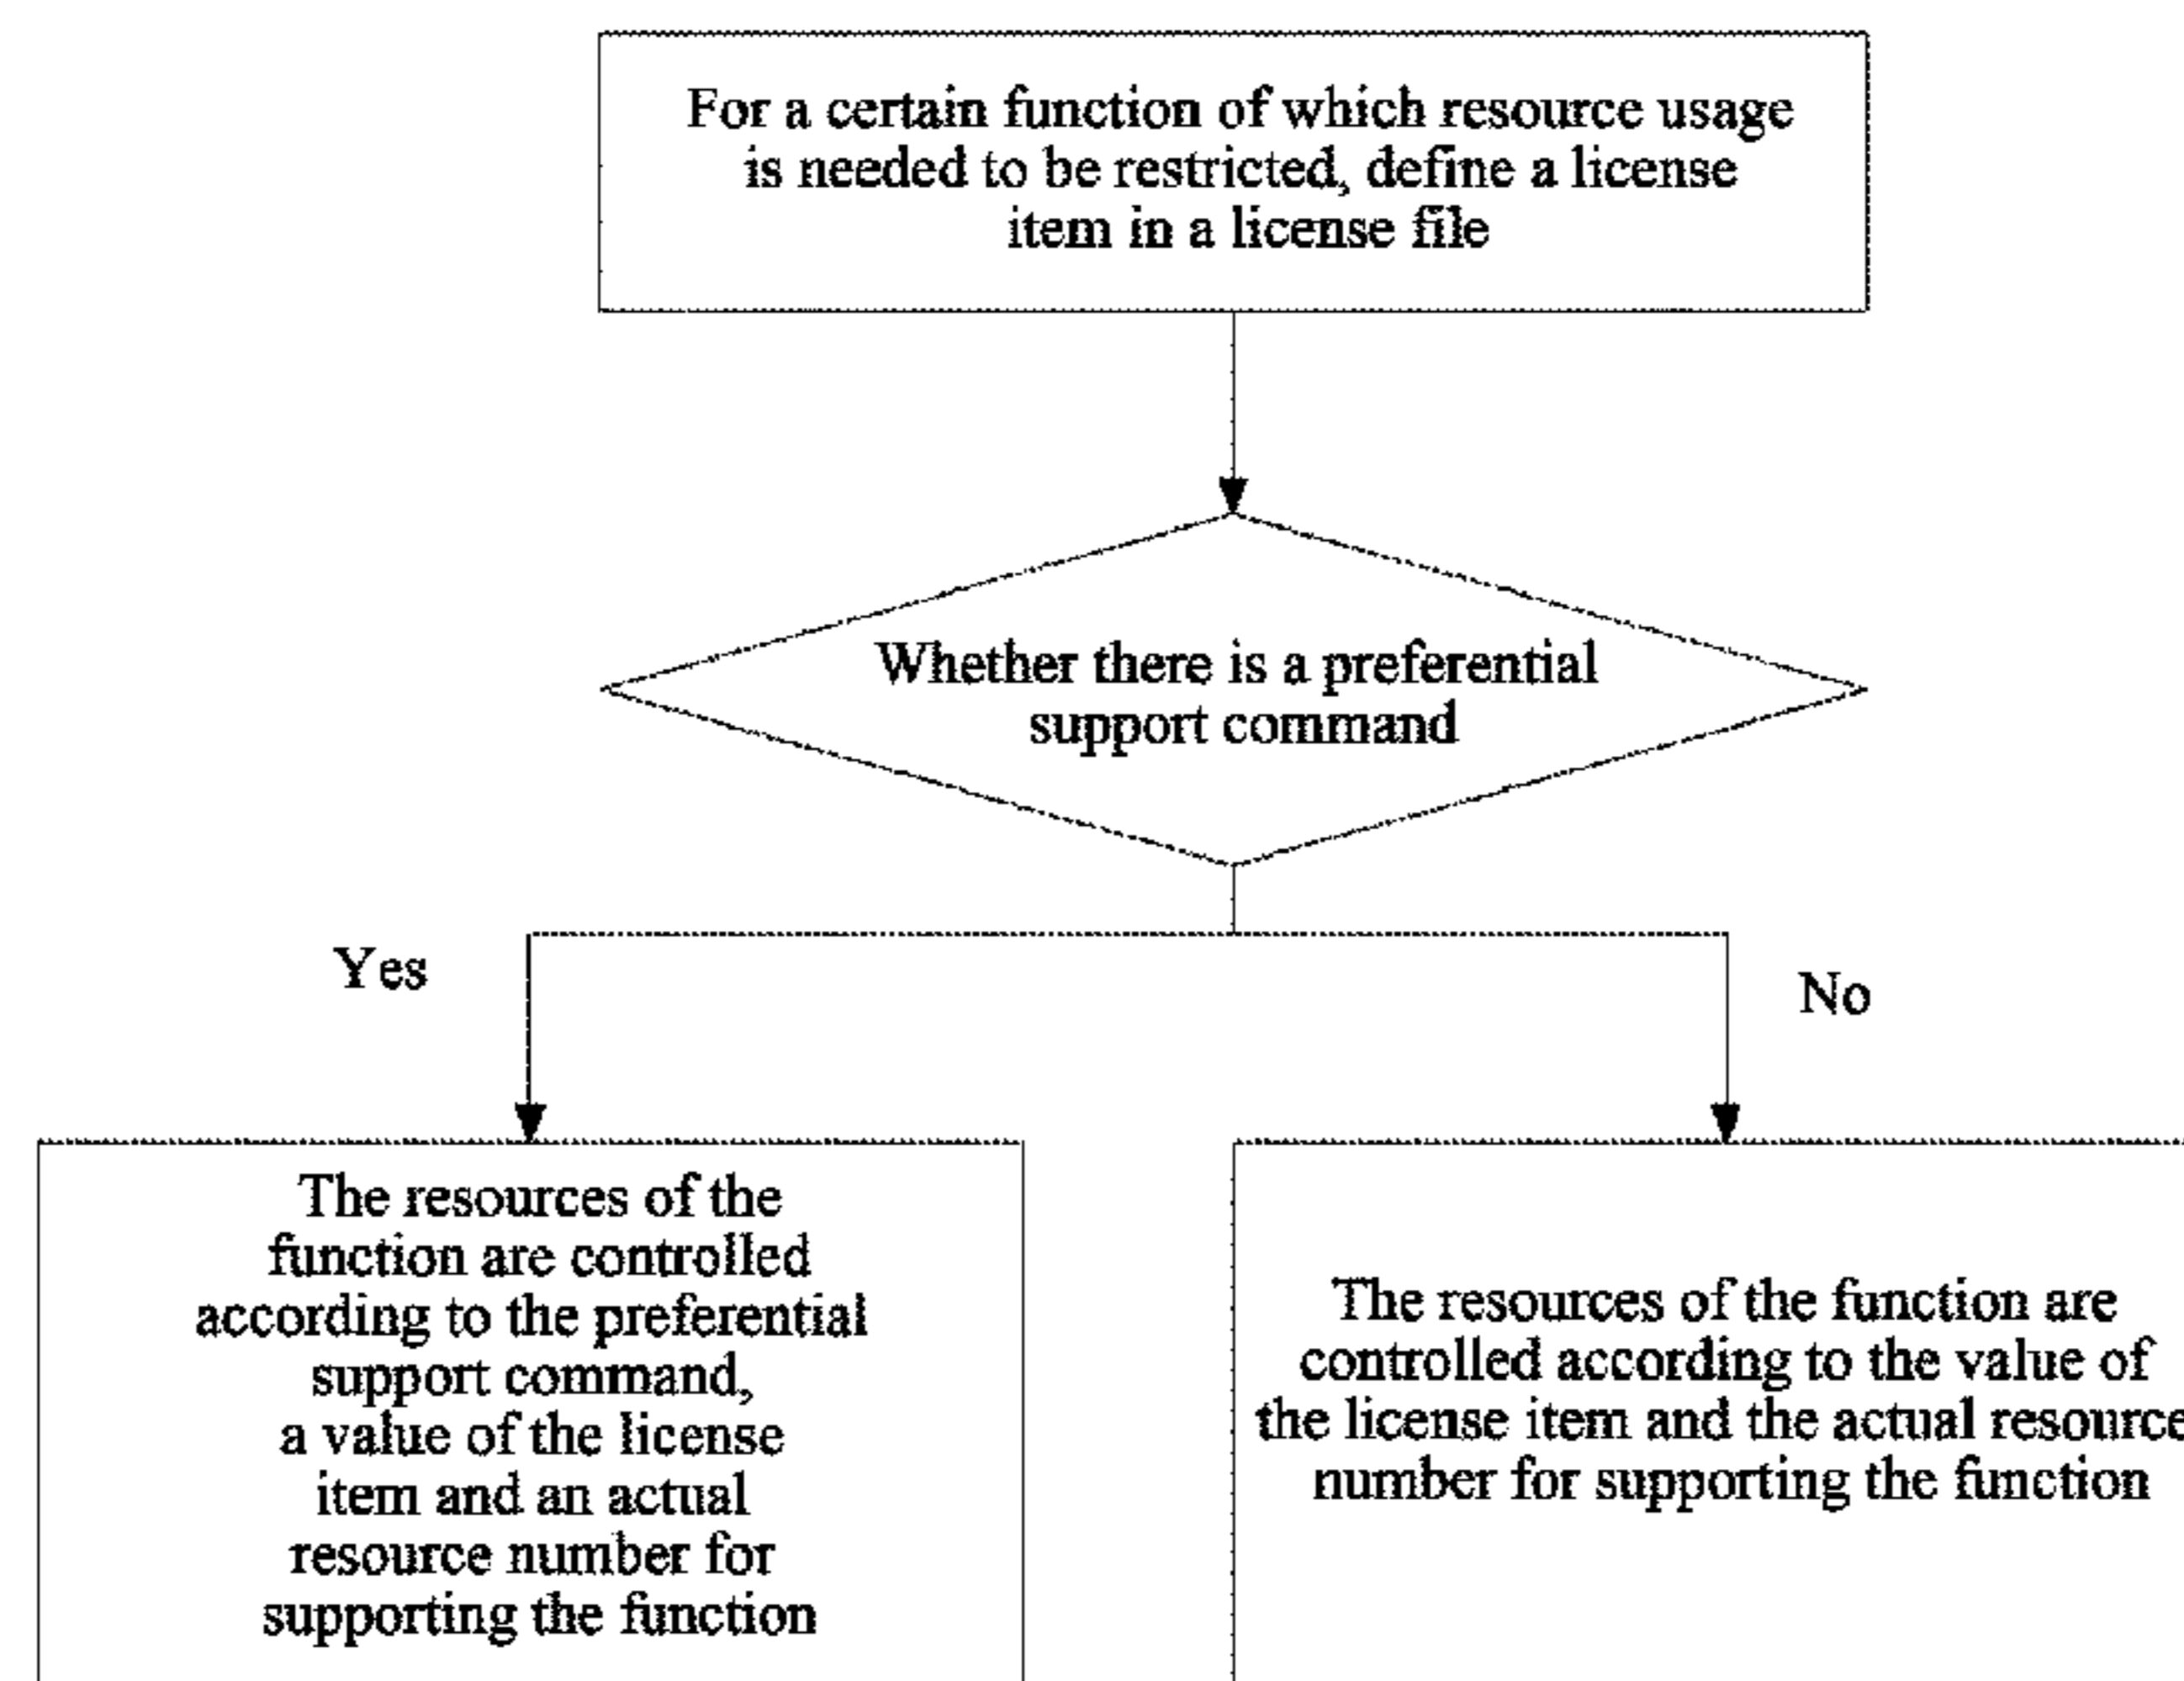 For a certain function of which resource usage
is needed to be restricted, define a license
item in a license file
Whether there is a preferential
support command
Yes
No
The resources of the
function are controlled
according to the preferential
support command,
a value of the license
item and an actual
resource number for
supporting the function
The resources of the function are
controlled according to the value of
the license item and the actual resource
number for supporting the function